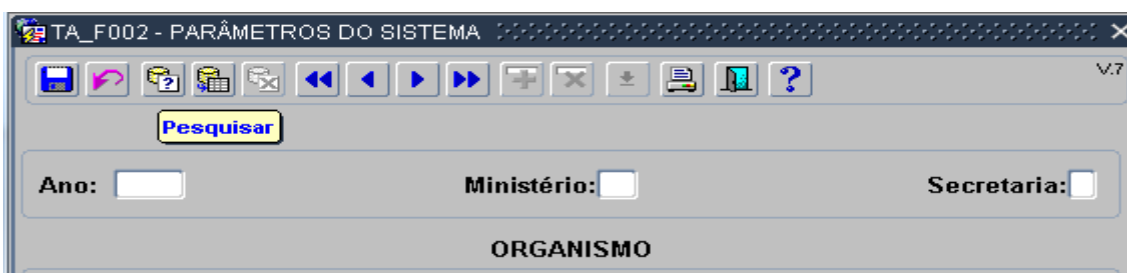 TA_F002 - PARÂMETROS DO SISTEMA
V.7
Pesquisar
Ano: Ministério: Secretaria:
ORGANISMO